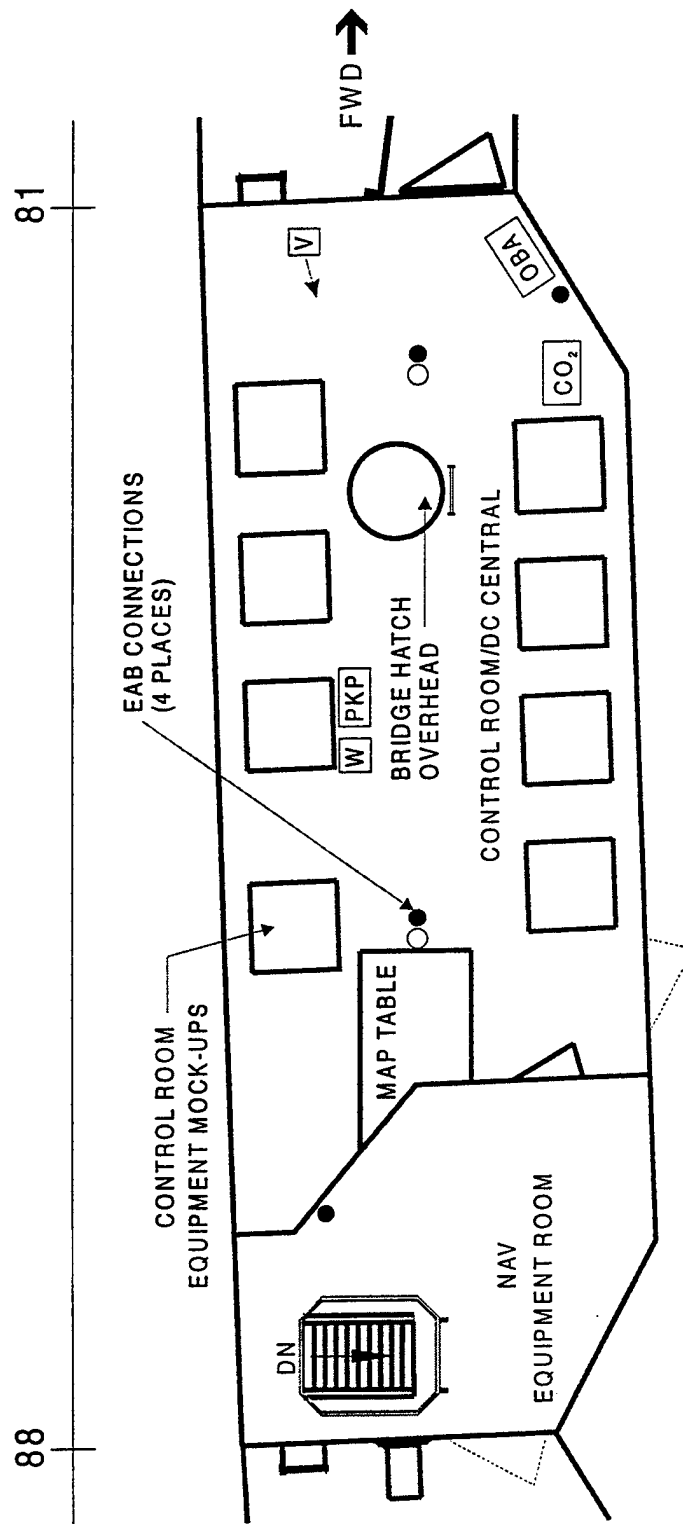 88
81
FWD
EAB CONNECTIONS
(4 PLACES)
CONTROL ROOM
EQUIPMENT MOCK-UPS
DN
V
W
PKP
MAP TABLE
BRIDGE HATCH
OVERHEAD
OBA
CO₂
CONTROL ROOM/DC CENTRAL
NAV
EQUIPMENT ROOM